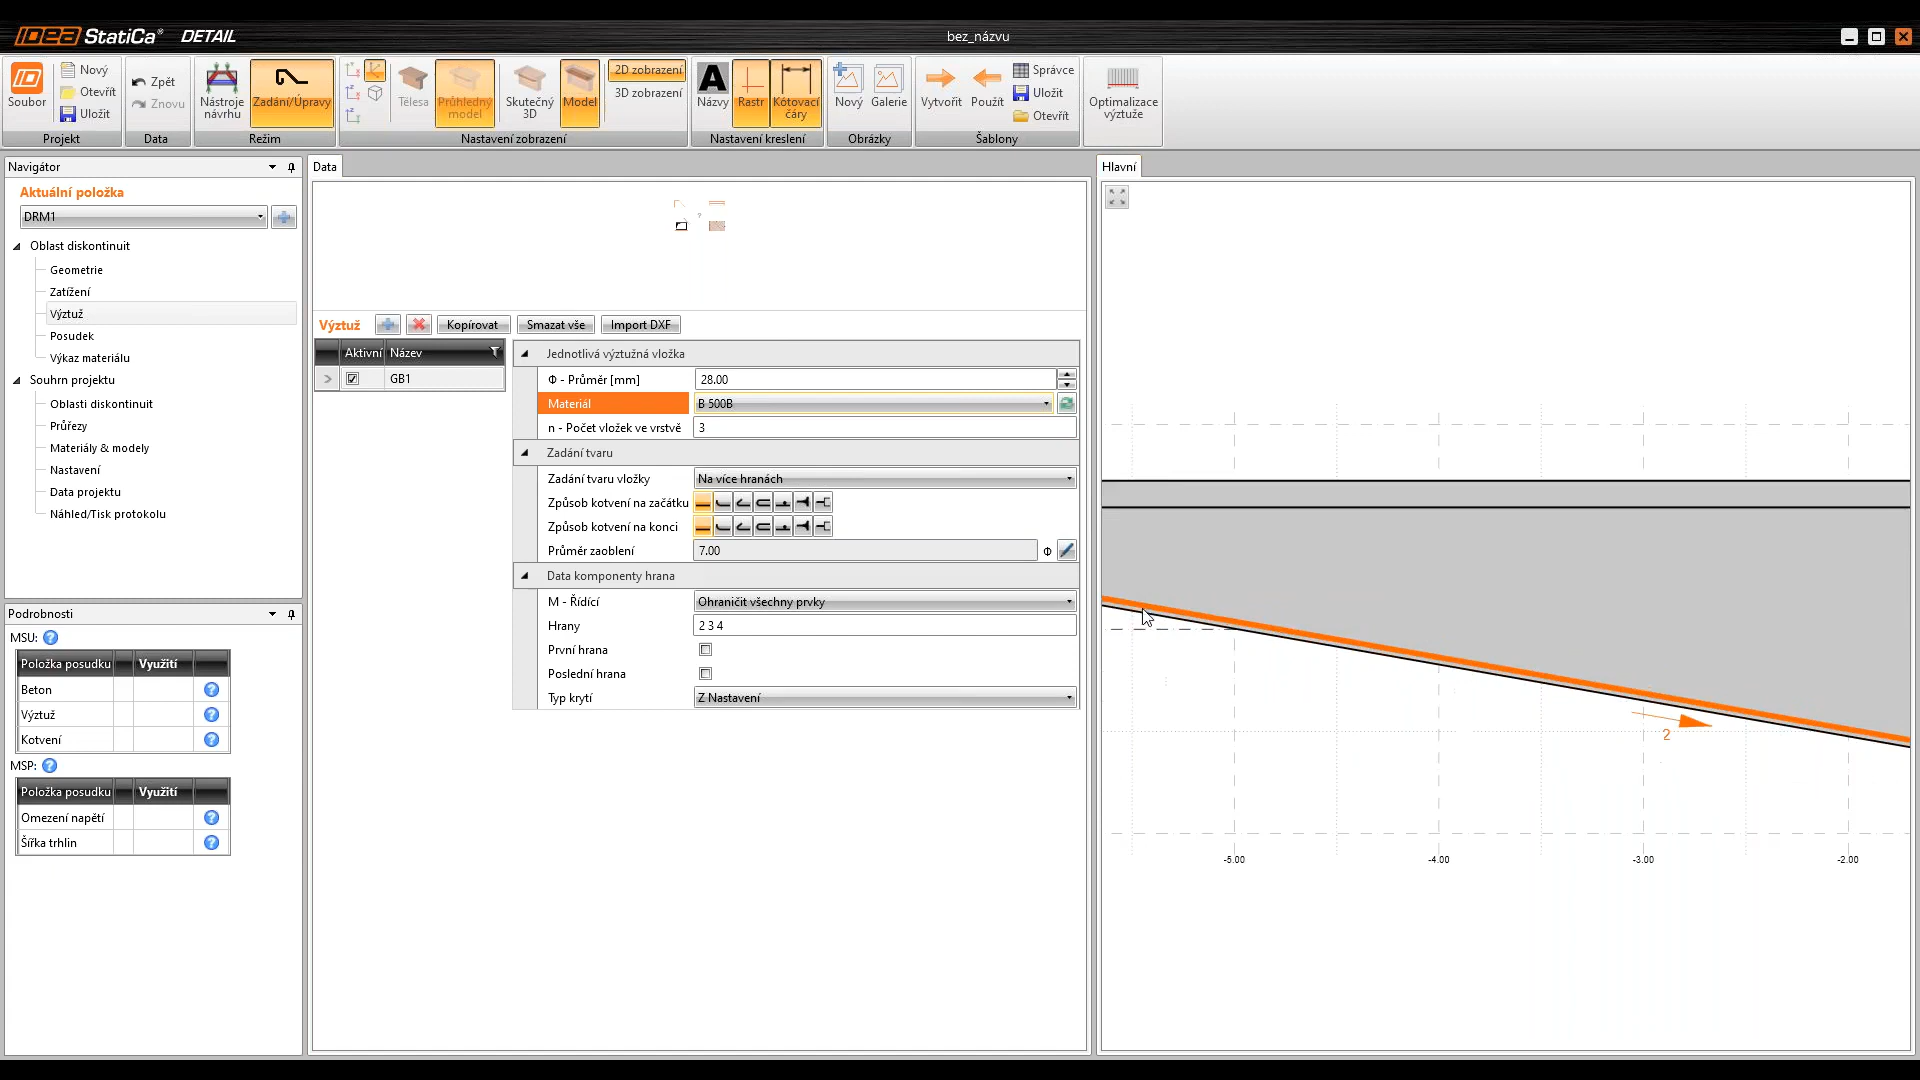 IDEA StatiCa® DETAIL
bez_názvu
Soubor
Nový
Otevřít
Uložit
Projekt
Zpět
Znovu
Data
Nástroje návrhu
Zadání/Úpravy
Režim
Tělesa
Průhledný model
Skutečný 3D
Model
2D zobrazení
3D zobrazení
Nastavení zobrazení
Názvy
Rastr
Kótovací čáry
Nastavení kreslení
Nový
Galerie
Obrázky
Vytvořit
Použít
Správce
Uložit
Otevřít
Šablony
Optimalizace výztuže
Navigátor
Aktuální položka
DRM1
Oblast diskontinuit
Geometrie
Zatížení
Výztuž
Posudek
Výkaz materiálu
Souhrn projektu
Oblasti diskontinuit
Průřezy
Materiály & modely
Nastavení
Data projektu
Náhled/Tisk protokolu
Podrobnosti
MSU:
Položka posudku Využití
Beton
Výztuž
Kotvení
MSP:
Položka posudku Využití
Omezení napětí
Šířka trhlin
Data
Výztuž
Kopírovat
Smazat vše
Import DXF
Aktivní Název
GB1
Jednotlivá výztužná vložka
Φ - Průměr [mm] 28.00
Materiál B 500B
n - Počet vložek ve vrstvě 3
Zadání tvaru
Zadání tvaru vložky Na více hranách
Způsob kotvení na začátku
Způsob kotvení na konci
Průměr zaoblení 7.00 Φ
Data komponenty hrana
M - Řídící Ohraničit všechny prvky
Hrany 2 3 4
První hrana
Poslední hrana
Typ krytí Z Nastavení
Hlavní
2
-5.00 -4.00 -3.00 -2.00